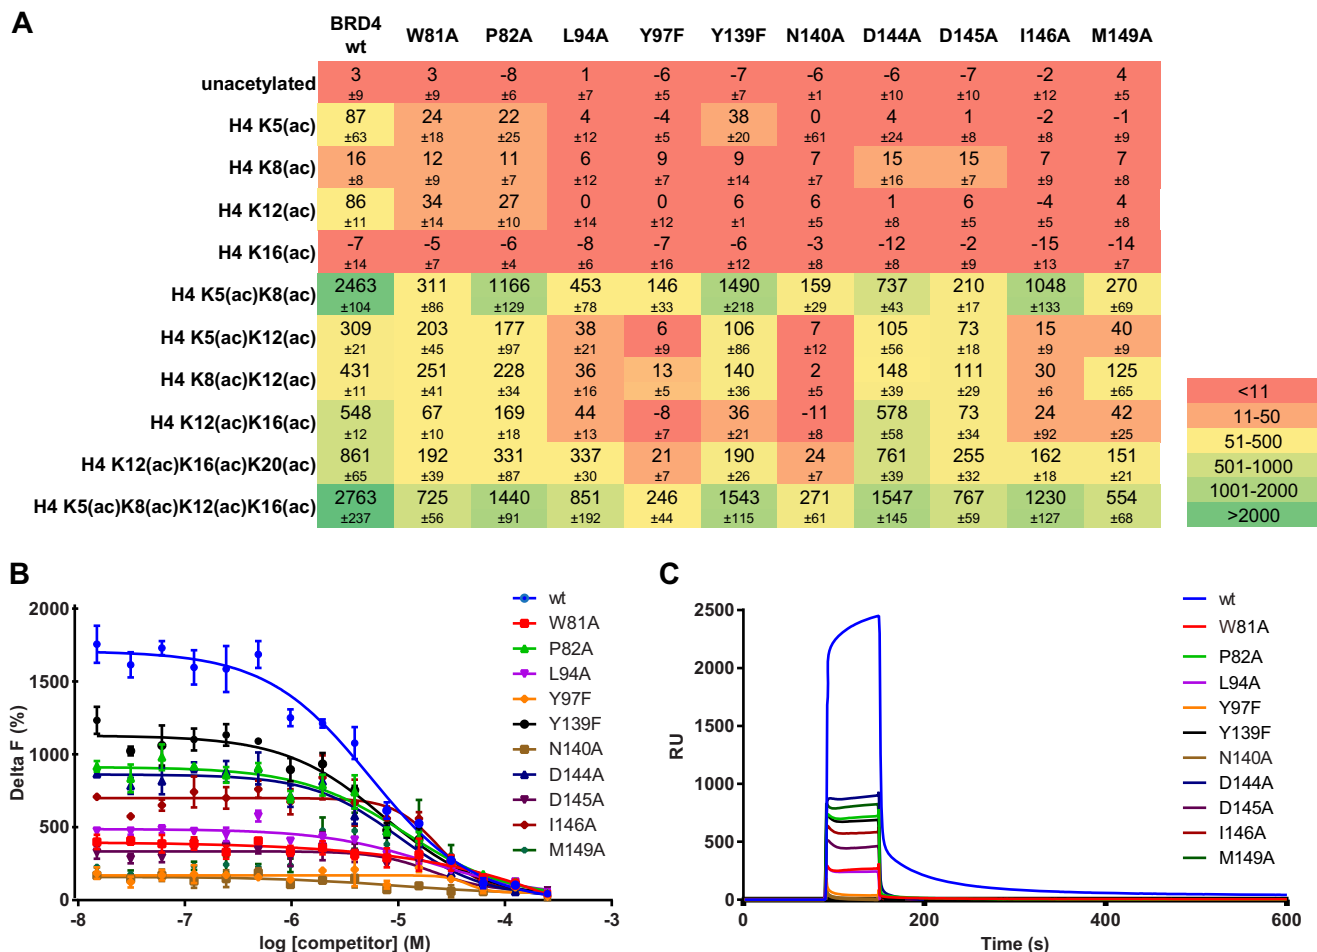 A
BRD4 wt W81A P82A L94A Y97F Y139F N140A D144A D145A I146A M149A
unacetylated 3 3 -8 1 -6 -7 -6 -6 -7 -2 4
±9 ±9 ±6 ±7 ±5 ±7 ±1 ±10 ±10 ±12 ±5
H4 K5(ac) 87 24 22 4 -4 38 0 4 1 -2 -1
±63 ±18 ±25 ±12 ±5 ±20 ±61 ±24 ±8 ±8 ±9
H4 K8(ac) 16 12 11 6 9 9 7 15 15 7 7
±8 ±9 ±7 ±12 ±7 ±14 ±7 ±16 ±7 ±9 ±8
H4 K12(ac) 86 34 27 0 0 6 6 1 6 -4 4
±11 ±14 ±10 ±14 ±12 ±1 ±5 ±8 ±5 ±5 ±8
H4 K16(ac) -7 -5 -6 -8 -7 -6 -3 -12 -2 -15 -14
±14 ±7 ±4 ±6 ±16 ±12 ±8 ±8 ±9 ±13 ±7
H4 K5(ac)K8(ac) 2463 311 1166 453 146 1490 159 737 210 1048 270
±104 ±86 ±129 ±78 ±33 ±218 ±29 ±43 ±17 ±133 ±69
H4 K5(ac)K12(ac) 309 203 177 38 6 106 7 105 73 15 40
±21 ±45 ±97 ±21 ±9 ±86 ±12 ±56 ±18 ±9 ±9
H4 K8(ac)K12(ac) 431 251 228 36 13 140 2 148 111 30 125
±11 ±41 ±34 ±16 ±5 ±36 ±5 ±39 ±29 ±6 ±65
H4 K12(ac)K16(ac) 548 67 169 44 -8 36 -11 578 73 24 42
±12 ±10 ±18 ±13 ±7 ±21 ±8 ±58 ±34 ±92 ±25
H4 K12(ac)K16(ac)K20(ac) 861 192 331 337 21 190 24 761 255 162 151
±65 ±39 ±87 ±30 ±7 ±26 ±7 ±39 ±32 ±18 ±21
H4 K5(ac)K8(ac)K12(ac)K16(ac) 2763 725 1440 851 246 1543 271 1547 767 1230 554
±237 ±56 ±91 ±192 ±44 ±115 ±61 ±145 ±59 ±127 ±68
<11
11-50
51-500
501-1000
1001-2000
>2000
B
Delta F (%)
2000
1500
1000
500
0
-8 -7 -6 -5 -4 -3
log [competitor] (M)
wt
W81A
P82A
L94A
Y97F
Y139F
N140A
D144A
D145A
I146A
M149A
C
RU
2500
2000
1500
1000
500
0
0 200 400 600
Time (s)
wt
W81A
P82A
L94A
Y97F
Y139F
N140A
D144A
D145A
I146A
M149A